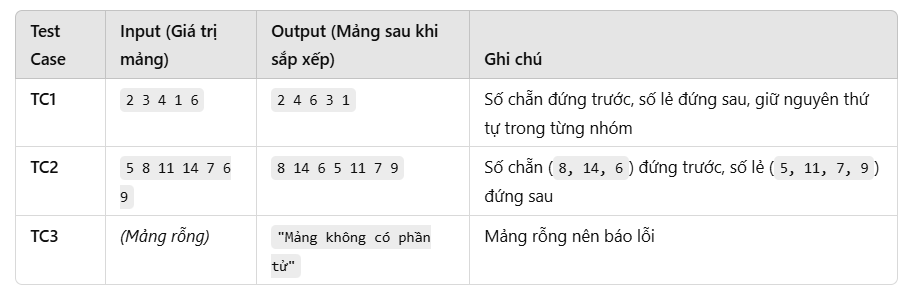 Test Case
Input (Giá trị mảng)
Output (Mảng sau khi sắp xếp)
Ghi chú
TC1
2 3 4 1 6
2 4 6 3 1
Số chẵn đứng trước, số lẻ đứng sau, giữ nguyên thứ
tự trong từng nhóm
TC2
5 8 11 14 7 6
9
8 14 6 5 11 7 9
Số chẵn ( 8, 14, 6 ) đứng trước, số lẻ ( 5, 11, 7, 9 )
đứng sau
TC3
(Mảng rỗng)
"Mảng không có phần
tử"
Mảng rỗng nên báo lỗi